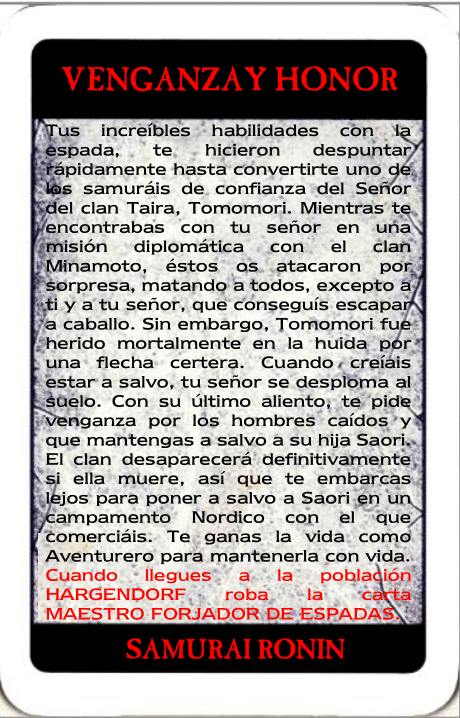 VENGANZA Y HONOR
Tus increíbles habilidades con la
espada, te hicieron despuntar
rápidamente hasta convertirte uno de
los samuráis de confianza del Señor
del clan Taira, Tomomori. Mientras te
encontrabas con tu señor en una
misión diplomática con el clan
Minamoto, éstos os atacaron por
sorpresa, matando a todos, excepto a
ti y a tu señor, que conseguís escapar
a caballo. Sin embargo, Tomomori fue
herido mortalmente en la huida por
una flecha certera. Cuando creíais
estar a salvo, tu señor se desploma al
suelo. Con su último aliento, te pide
venganza por los hombres caídos y
que mantengas a salvo a su hija Saori.
El clan desaparecerá definitivamente
si ella muere, así que te embarcas
lejos para poner a salvo a Saori en un
campamento Nordico con el que
comerciáis. Te ganas la vida como
Aventurero para mantenerla con vida.
Cuando llegues a la población
HARGENDORF roba la carta
MAESTRO FORJADOR DE ESPADAS.
SAMURAI RONIN